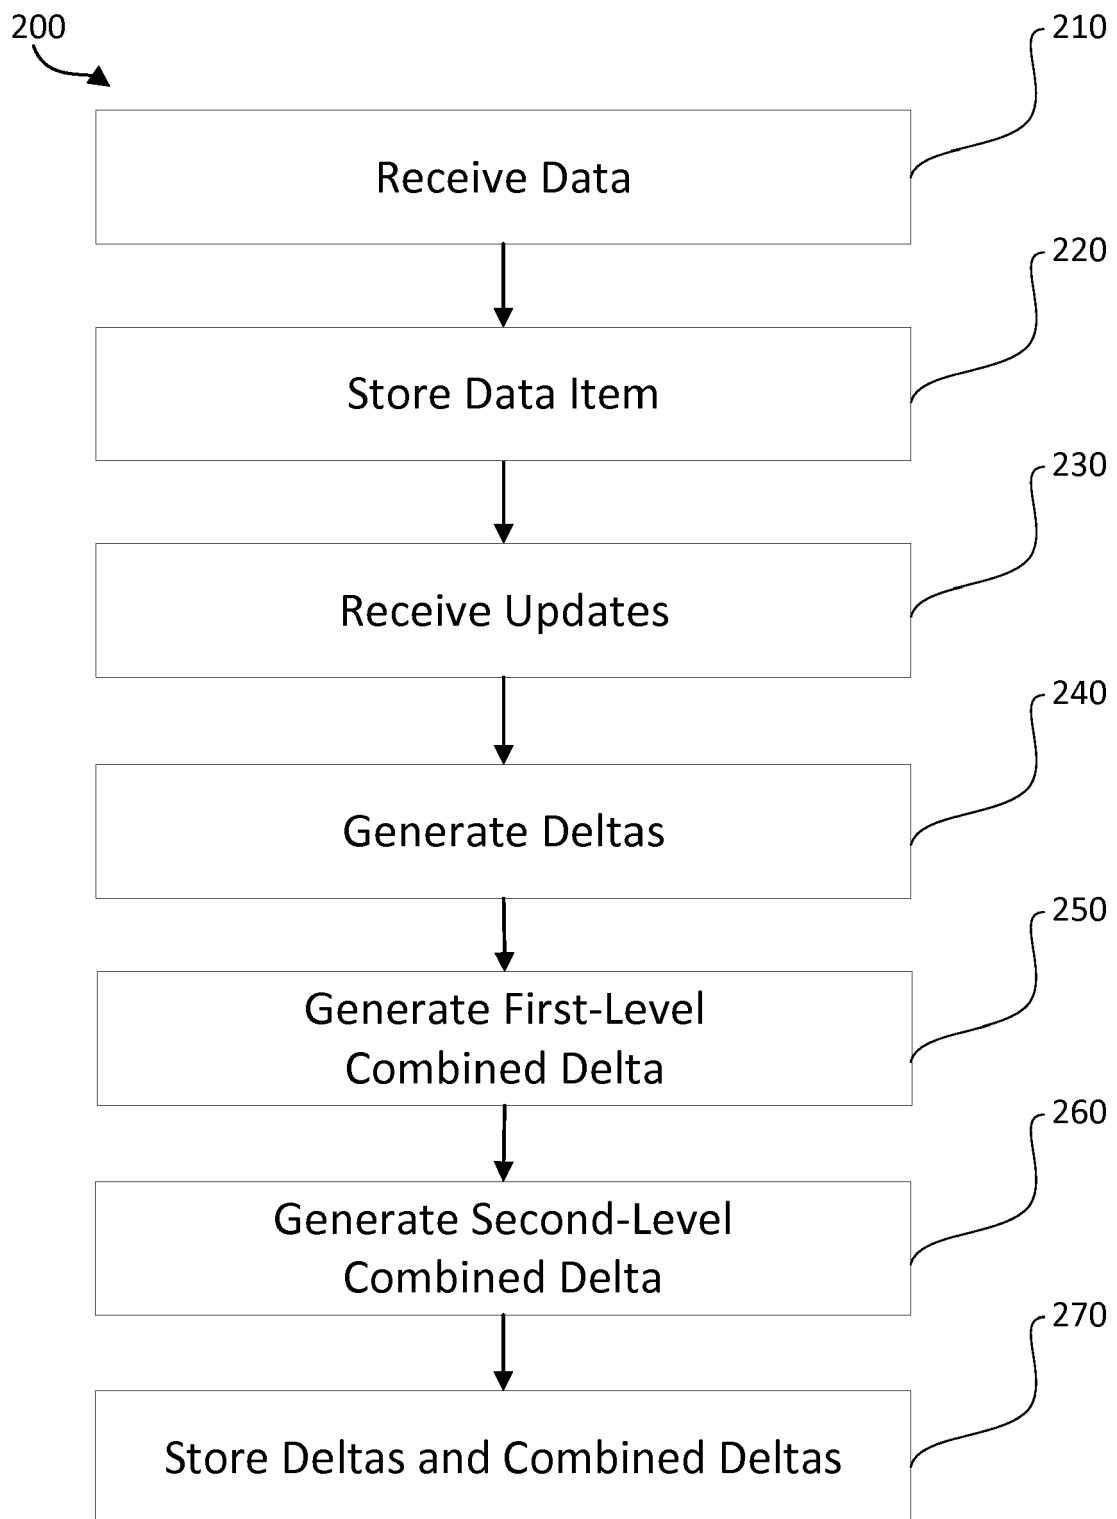 200
210
Receive Data
220
Store Data Item
230
Receive Updates
240
Generate Deltas
250
Generate First-Level
Combined Delta
260
Generate Second-Level
Combined Delta
270
Store Deltas and Combined Deltas